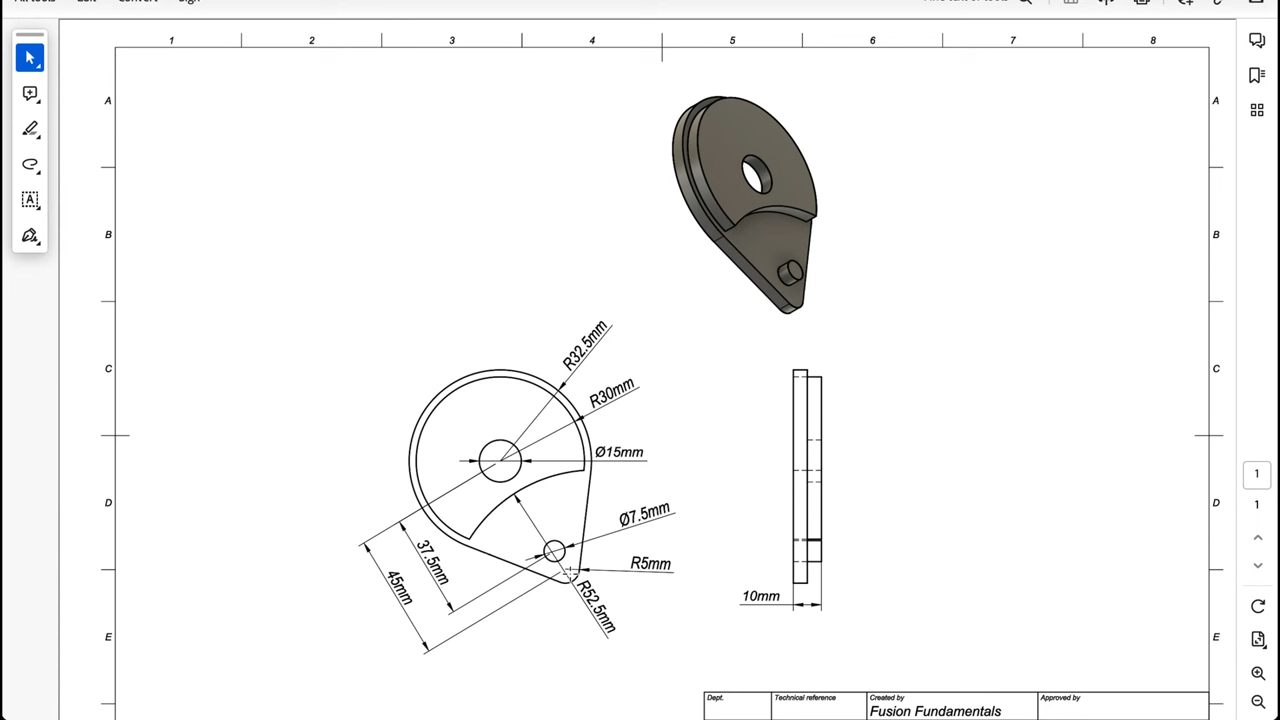 1 2 3 4 5 6 7 8
A A
B B
C C
R32.5mm
R30mm
Ø15mm
D D
Ø7.5mm
37.5mm
R5mm
45mm
R52.5mm
10mm
E E
1
1
Dept. Technical reference Created by Approved by
Fusion Fundamentals